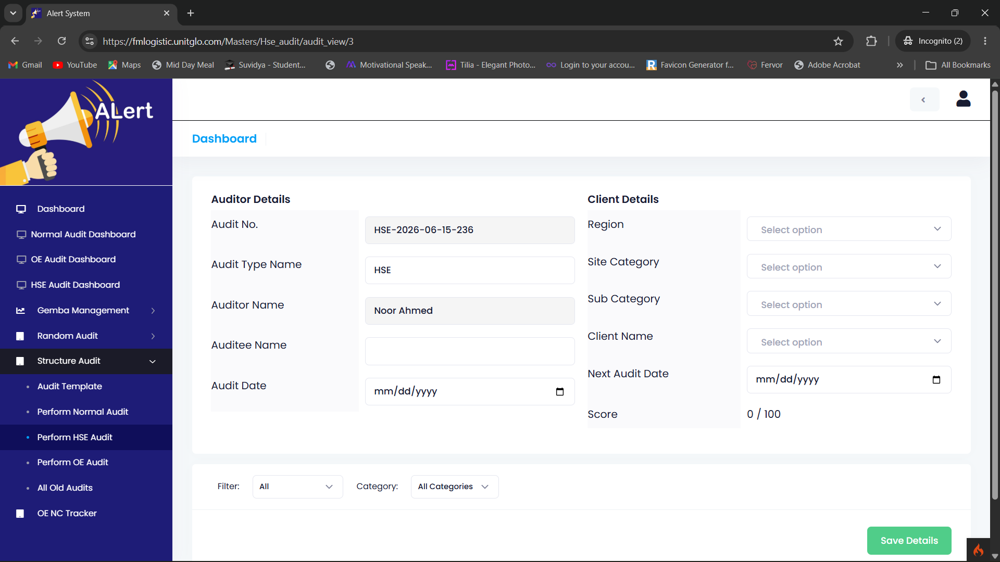 Alert System
https://fmlogistic.unitglo.com/Masters/Hse_audit/audit_view/3
Incognito (2)
Gmail
YouTube
Maps
Mid Day Meal
Suvidya - Student...
Motivational Speak...
Tilia - Elegant Photo...
Login to your accou...
Favicon Generator f...
Fervor
Adobe Acrobat
All Bookmarks
ALert
Dashboard
Normal Audit Dashboard
OE Audit Dashboard
HSE Audit Dashboard
Gemba Management
Random Audit
Structure Audit
Audit Template
Perform Normal Audit
Perform HSE Audit
Perform OE Audit
All Old Audits
OE NC Tracker
Dashboard
Auditor Details
Audit No.
HSE-2026-06-15-236
Audit Type Name
HSE
Auditor Name
Noor Ahmed
Auditee Name
Audit Date
mm/dd/yyyy
Client Details
Region
Select option
Site Category
Select option
Sub Category
Select option
Client Name
Select option
Next Audit Date
mm/dd/yyyy
Score
0 / 100
Filter:
All
Category:
All Categories
Save Details